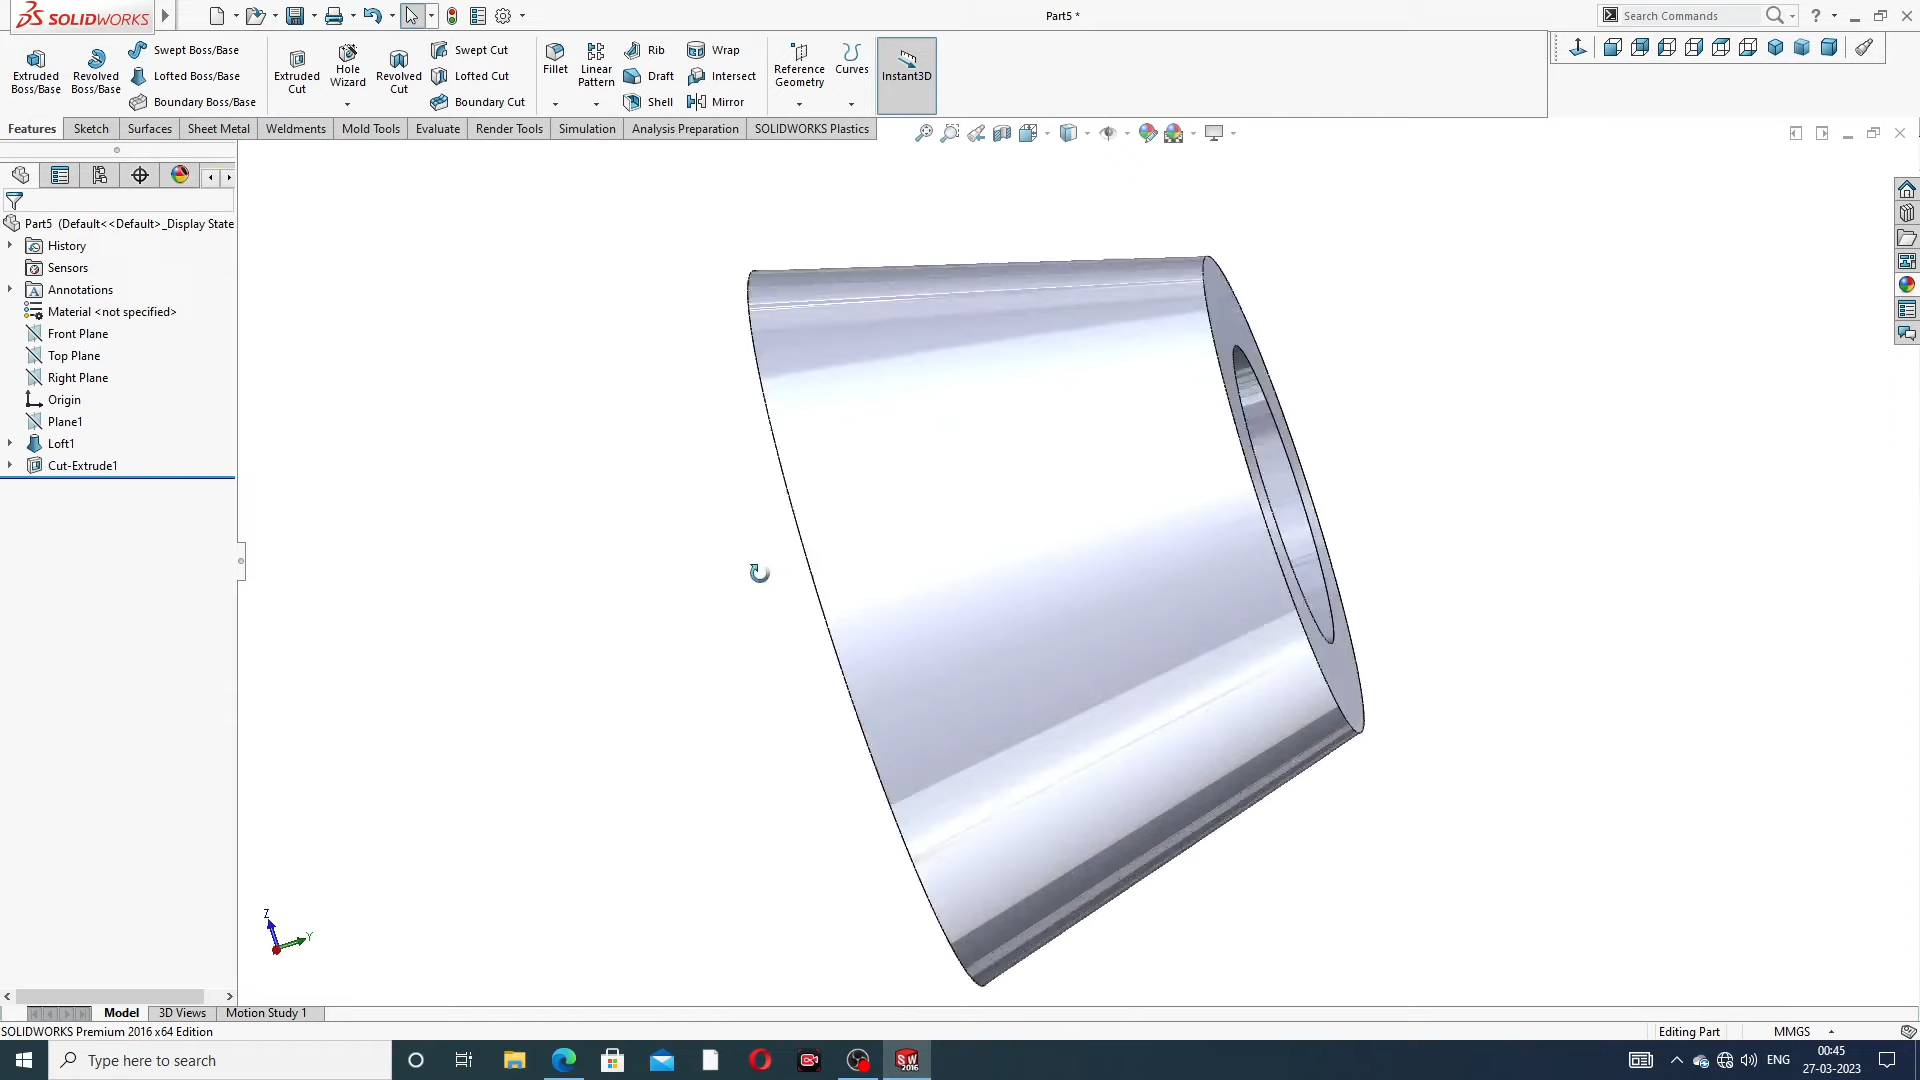 SOLIDWORKS
Part5 *
Search Commands
?
Extruded Boss/Base
Revolved Boss/Base
Swept Boss/Base
Lofted Boss/Base
Boundary Boss/Base
Extruded Cut
Hole Wizard
Revolved Cut
Swept Cut
Lofted Cut
Boundary Cut
Fillet
Linear Pattern
Rib
Draft
Shell
Wrap
Intersect
Mirror
Reference Geometry
Curves
Instant3D
Features
Sketch
Surfaces
Sheet Metal
Weldments
Mold Tools
Evaluate
Render Tools
Simulation
Analysis Preparation
SOLIDWORKS Plastics
Part5 (Default<<Default>_Display State
History
Sensors
Annotations
Material <not specified>
Front Plane
Top Plane
Right Plane
Origin
Plane1
Loft1
Cut-Extrude1
Z
Y
Model
3D Views
Motion Study 1
SOLIDWORKS Premium 2016 x64 Edition
Editing Part
MMGS
Type here to search
SW
2016
ENG
00:45
27-03-2023